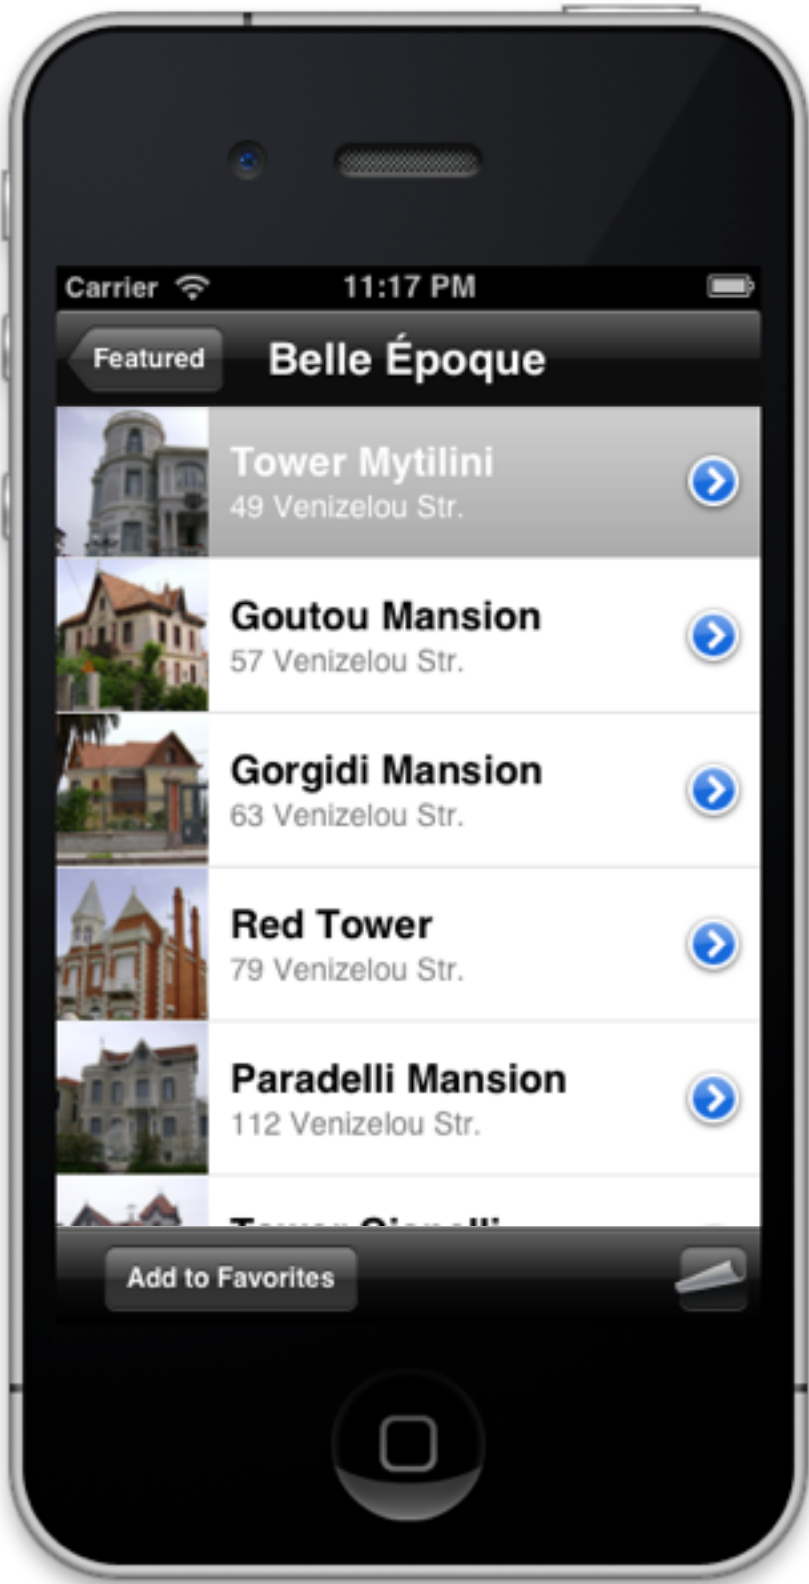 Carrier 11:17 PM
Featured Belle Époque
Tower Mytilini
49 Venizelou Str.
Goutou Mansion
57 Venizelou Str.
Gorgidi Mansion
63 Venizelou Str.
Red Tower
79 Venizelou Str.
Paradelli Mansion
112 Venizelou Str.
Tower
Add to Favorites